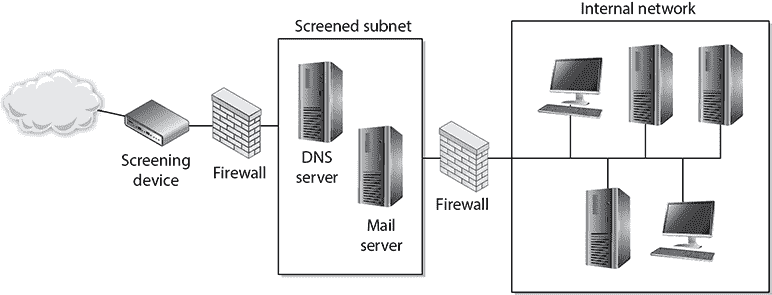 Screened subnet
Internal network
Screening
device
Firewall
DNS
server
Mail
server
Firewall